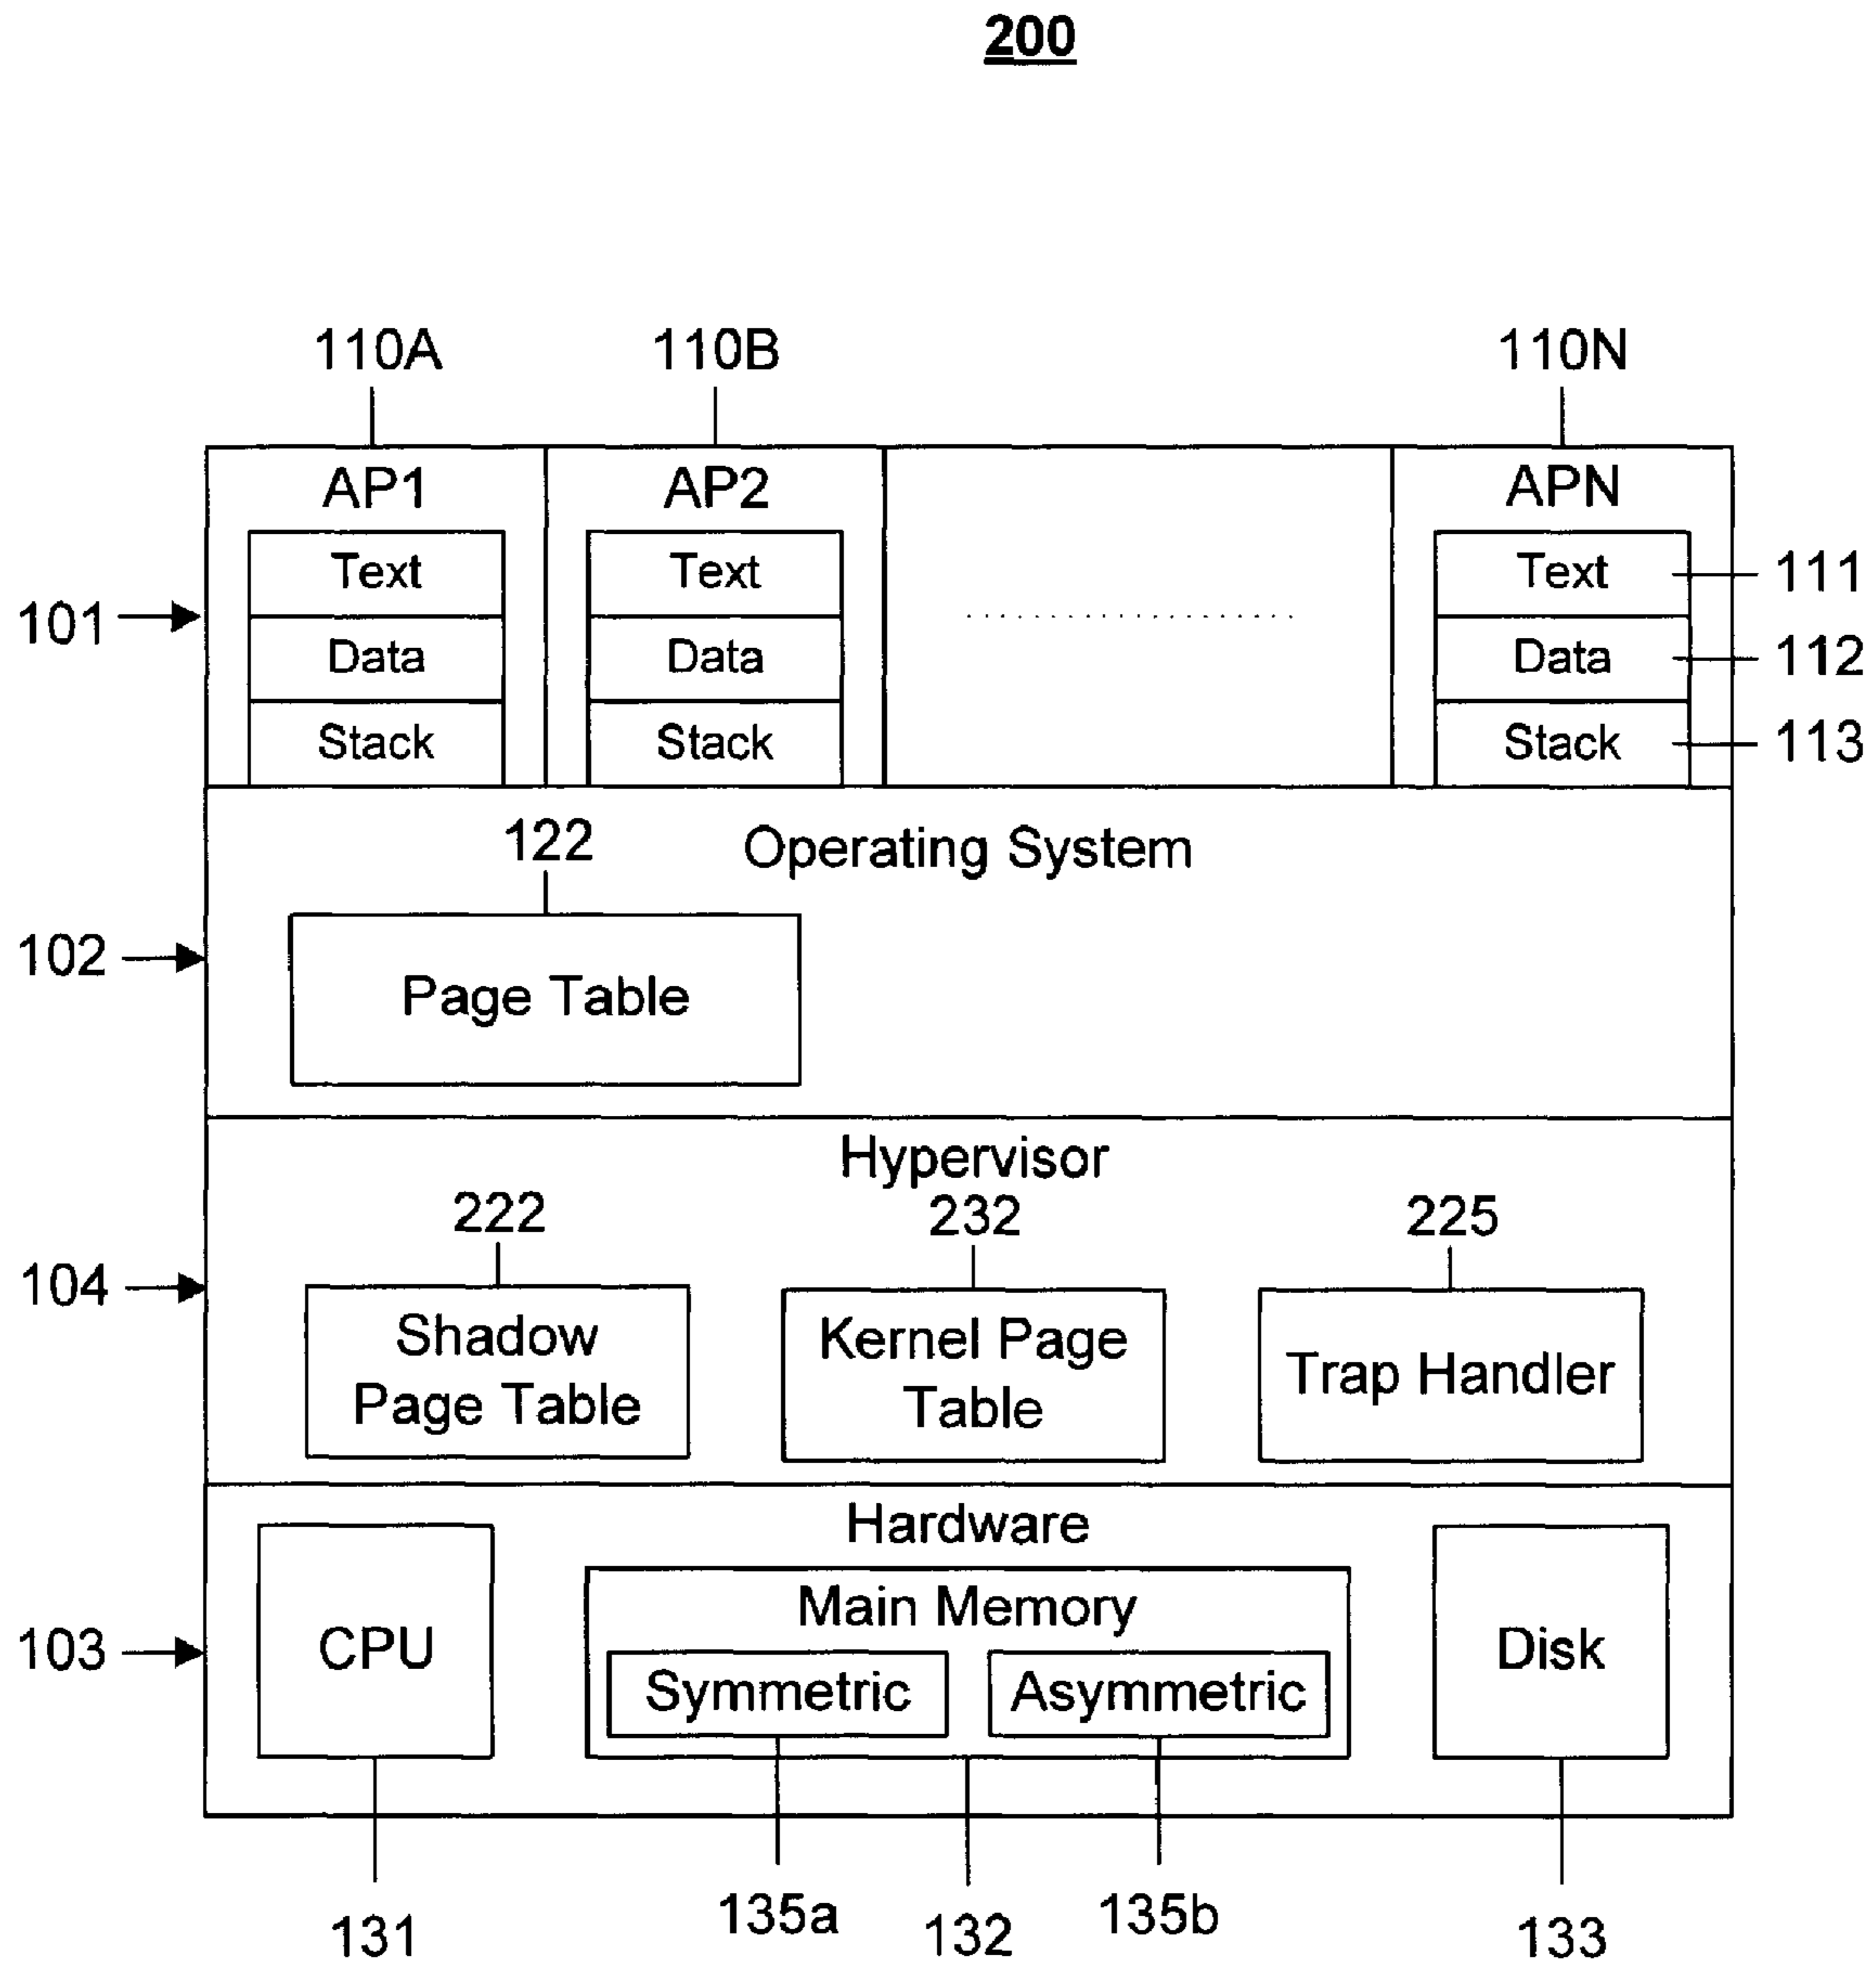 200
110A 110B 110N
AP1 AP2 APN
Text Text Text 111
101
Data Data Data 112
Stack Stack Stack 113
122 Operating System
102
Page Table
Hypervisor
222 232 225
104
Shadow
Page Table
Kernel Page
Table
Trap Handler
Hardware
Main Memory
103
CPU
Symmetric
Asymmetric
Disk
131 135a 132 135b 133